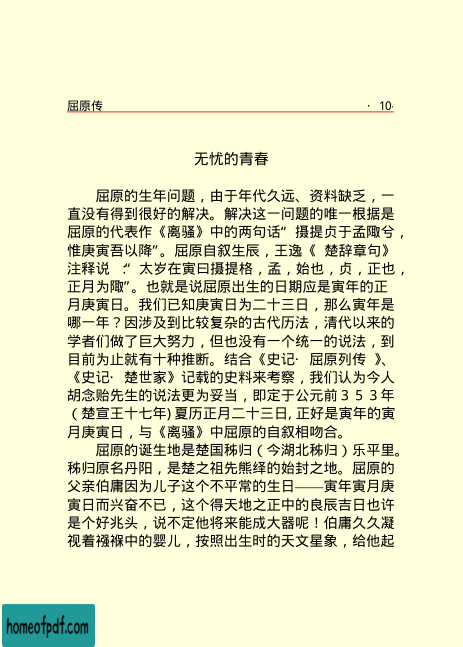 屈原传
· 10·
无忧的青春
屈原的生年问题，由于年代久远、资料缺乏，一
直没有得到很好的解决。解决这一问题的唯一根据是
屈原的代表作《离骚》中的两句话“摄提贞于孟陬兮，
惟庚寅吾以降”。屈原自叙生辰，王逸《楚辞章句》
注释说：“太岁在寅曰摄提格，孟，始也，贞，正也，
正月为陬”。也就是说屈原出生的日期应是寅年的正
月庚寅日。我们已知庚寅日为二十三日，那么寅年是
哪一年？因涉及到比较复杂的古代历法，清代以来的
学者们做了巨大努力，但也没有一个统一的说法，到
目前为止就有十种推断。结合《史记·屈原列传》、
《史记·楚世家》记载的史料来考察，我们认为今人
胡念贻先生的说法更为妥当，即定于公元前３５３年
（楚宣王十七年)夏历正月二十三日,正好是寅年的寅
月庚寅日，与《离骚》中屈原的自叙相吻合。
屈原的诞生地是楚国秭归（今湖北秭归）乐平里。
秭归原名丹阳，是楚之祖先熊绎的始封之地。屈原的
父亲伯庸因为儿子这个不平常的生日——寅年寅月庚
寅日而兴奋不已，这个得天地之正中的良辰吉日也许
是个好兆头，说不定他将来能成大器呢！伯庸久久凝
视着襁褓中的婴儿，按照出生时的天文星象，给他起
homeofpdf.com